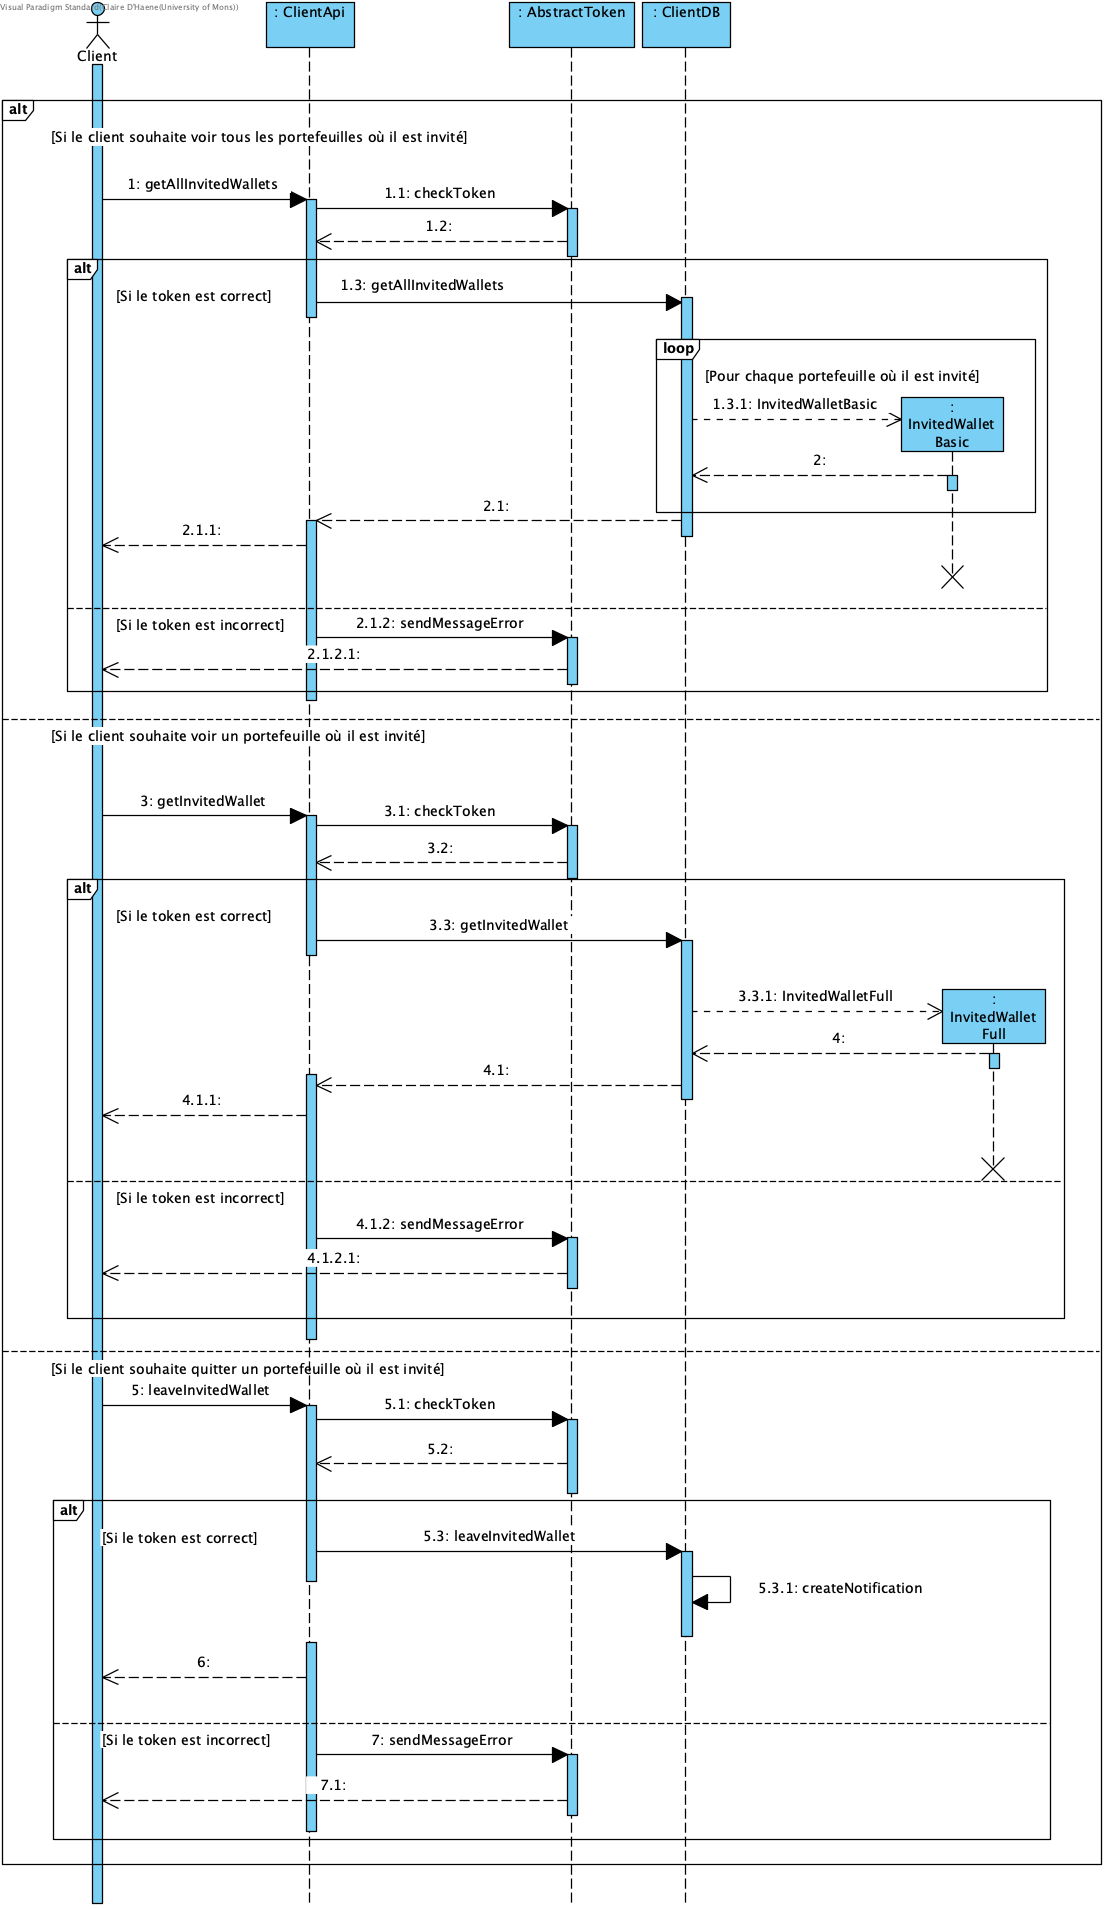 Visual Paradigm Standard(Claire D'Haene(University of Mons))
: ClientApi
: AbstractToken
: ClientDB
Client
alt
[Si le client souhaite voir tous les portefeuilles où il est invité]
1: getAllInvitedWallets
1.1: checkToken
1.2:
alt
[Si le token est correct]
1.3: getAllInvitedWallets
loop
[Pour chaque portefeuille où il est invité]
1.3.1: InvitedWalletBasic
:
InvitedWallet
Basic
2:
2.1:
2.1.1:
[Si le token est incorrect]
2.1.2: sendMessageError
2.1.2.1:
[Si le client souhaite voir un portefeuille où il est invité]
3: getInvitedWallet
3.1: checkToken
3.2:
alt
[Si le token est correct]
3.3: getInvitedWallet
3.3.1: InvitedWalletFull
:
InvitedWallet
Full
4:
4.1:
4.1.1:
[Si le token est incorrect]
4.1.2: sendMessageError
4.1.2.1:
[Si le client souhaite quitter un portefeuille où il est invité]
5: leaveInvitedWallet
5.1: checkToken
5.2:
alt
[Si le token est correct]
5.3: leaveInvitedWallet
5.3.1: createNotification
6:
[Si le token est incorrect]
7: sendMessageError
7.1: